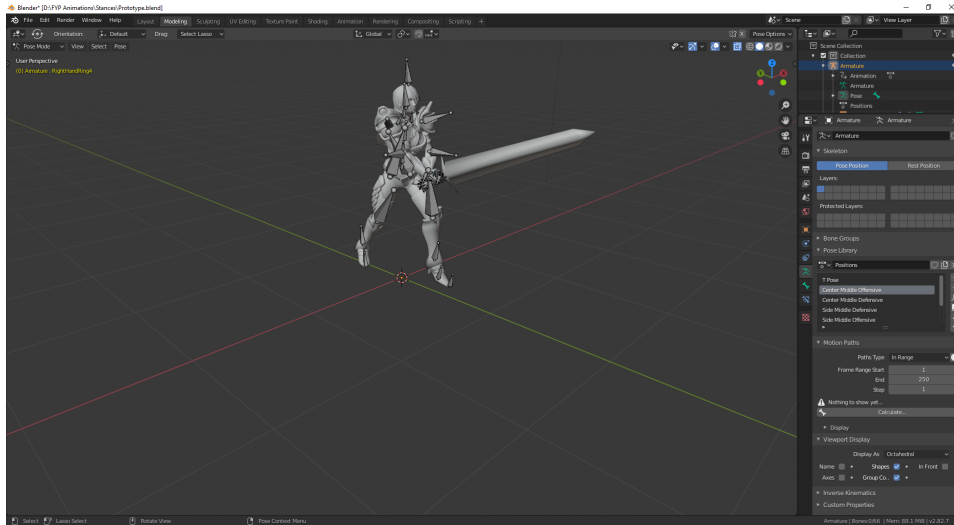 Blender* [D:\FYP Animations\Stances\Prototype.blend]
File Edit Render Window Help Layout Modeling Sculpting UV Editing Texture Paint Shading Animation Rendering Compositing Scripting + Scene View Layer
Orientation: Default Drag: Select Lasso Global Pose Options
Pose Mode View Select Pose
User Perspective
(0) Armature : RightHandRing4
Scene Collection
Collection
Armature
Animation
Armature
Pose
Positions
Armature Armature
Armature
Skeleton
Pose Position Rest Position
Layers:
Protected Layers:
Bone Groups
Pose Library
Positions
T Pose
Center Middle Offensive
Center Middle Defensive
Side Middle Defensive
Side Middle Offensive
Motion Paths
Paths Type In Range
Frame Range Start 1
End 250
Step 1
Nothing to show yet...
Calculate...
Display
Viewport Display
Display As Octahedral
Name Shapes In Front
Axes Group Co..
Inverse Kinematics
Custom Properties
Select Lasso Select Rotate View Pose Context Menu Armature | Bones:0/66 | Mem: 88.1 MiB | v2.82.7